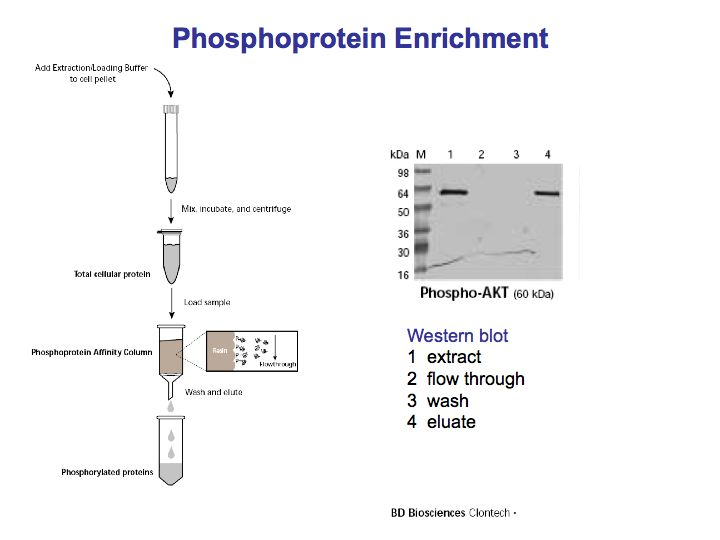 Phosphoprotein Enrichment
Add Extraction/Loading Buffer
to cell pellet
Mix, incubate, and centrifuge
Total cellular protein
Load sample
Phosphoprotein Affinity Column
Resin
Flowthrough
Wash and elute
Phosphorylated proteins
kDa M 1 2 3 4
98
64
50
36
30
16
Phospho-AKT (60 kDa)
Western blot
1 extract
2 flow through
3 wash
4 eluate
BD Biosciences Clontech •